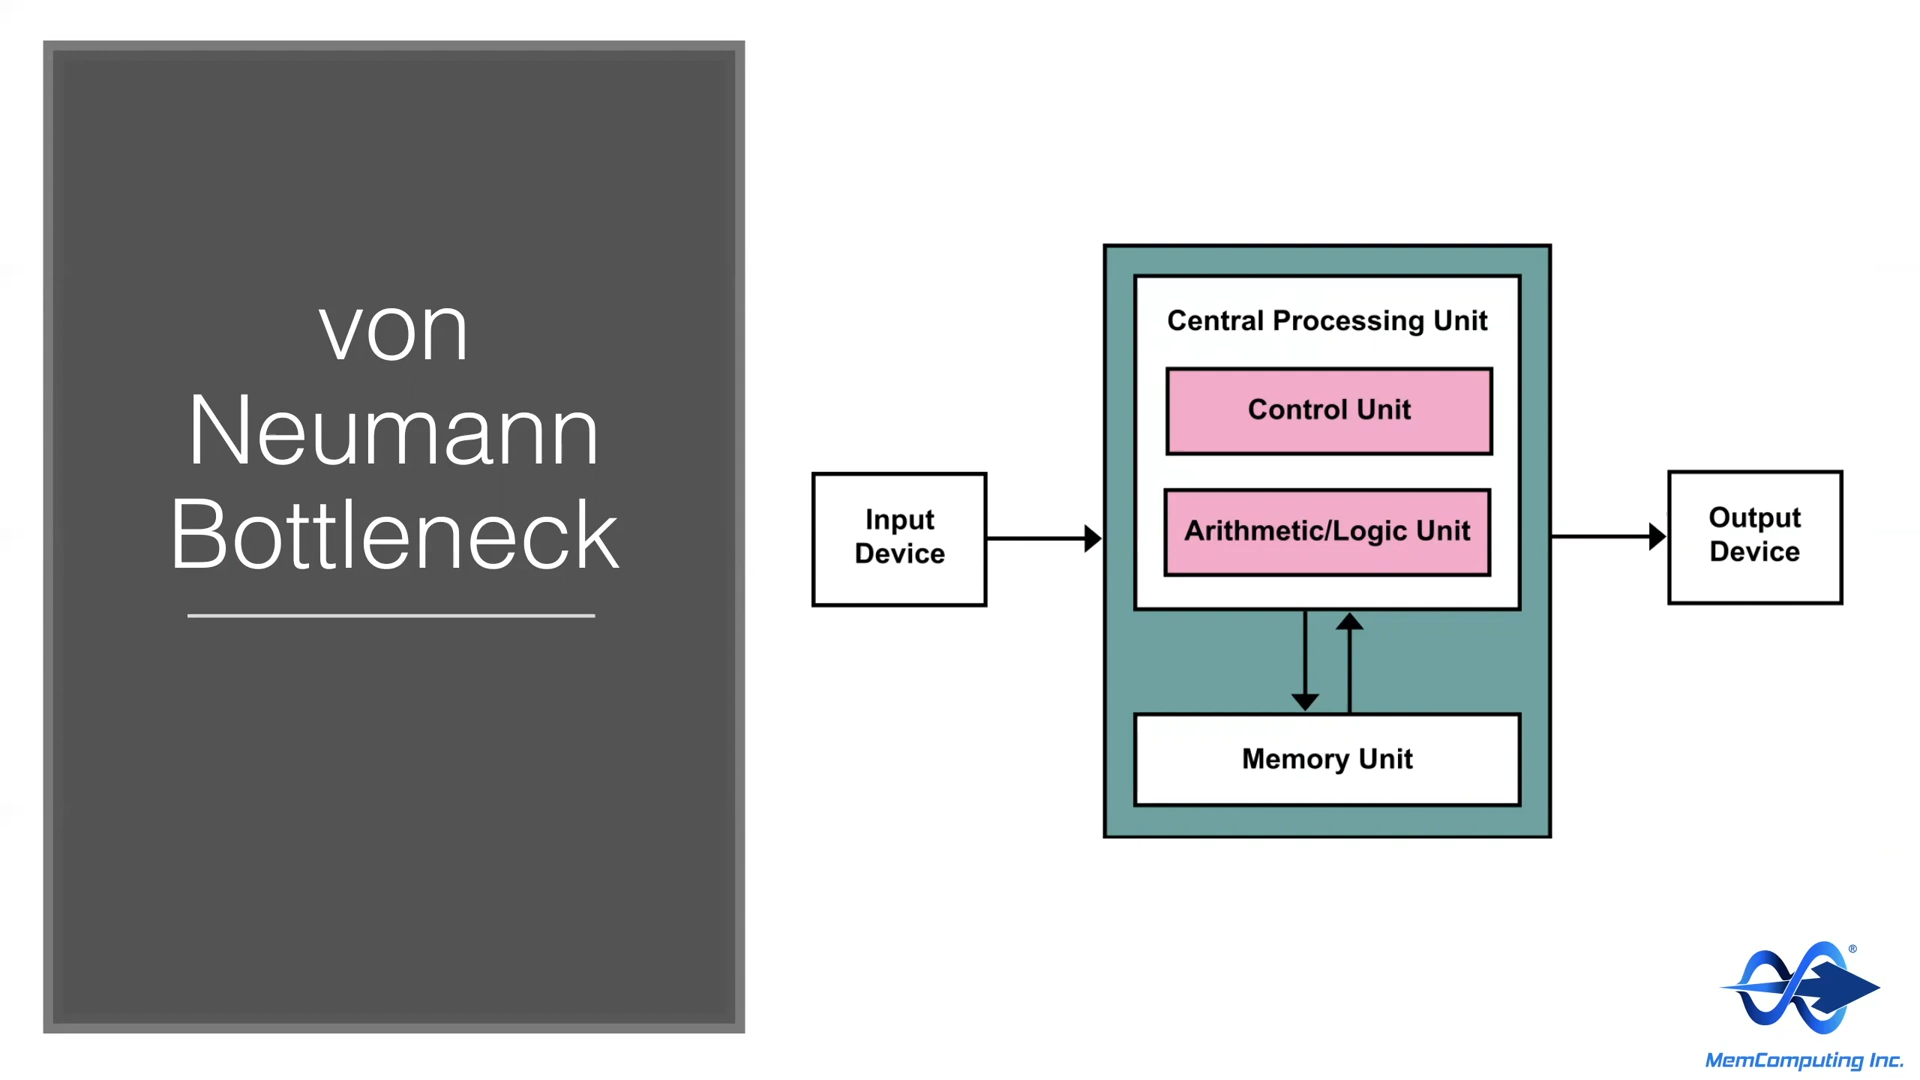 von
Neumann
Bottleneck
Central Processing Unit
Control Unit
Arithmetic/Logic Unit
Input
Device
Output
Device
Memory Unit
®
MemComputing Inc.